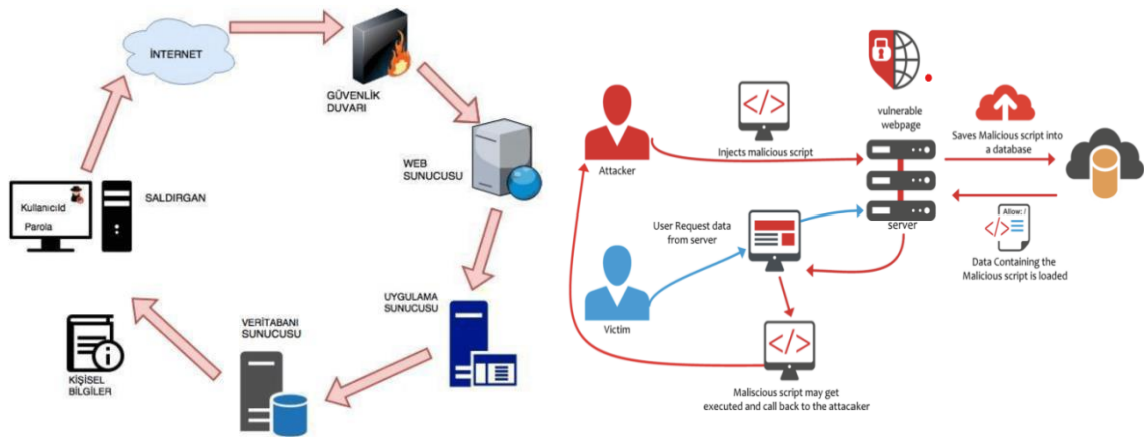 İNTERNET
GÜVENLİK
DUVARI
WEB
SUNUCUSU
KullanıcıId
Parola
SALDIRGAN
UYGULAMA
SUNUCUSU
VERİTABANI
SUNUCUSU
KİŞİSEL
BİLGİLER
vulnerable
webpage
</>
Injects malicious script
Attacker
Saves Malicious script into
a database
User Request data
from server
server
Allow: /
</>
Data Containing the
Malicious script is loaded
Victim
</>
Maliscious script may get
executed and call back to the attacaker